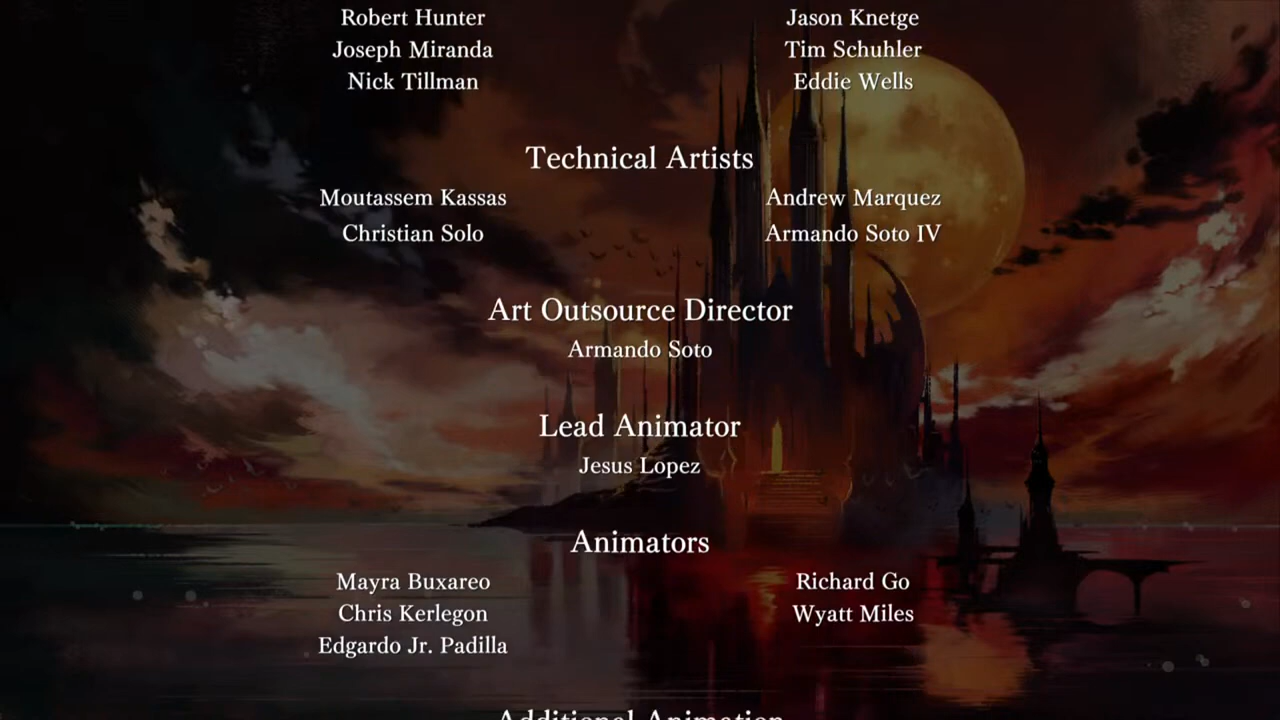 Robert Hunter Jason Knetge
Joseph Miranda Tim Schuhler
Nick Tillman Eddie Wells
Technical Artists
Moutassem Kassas Andrew Marquez
Christian Solo Armando Soto IV
Art Outsource Director
Armando Soto
Lead Animator
Jesus Lopez
Animators
Mayra Buxareo Richard Go
Chris Kerlegon Wyatt Miles
Edgardo Jr. Padilla
Additional Animation